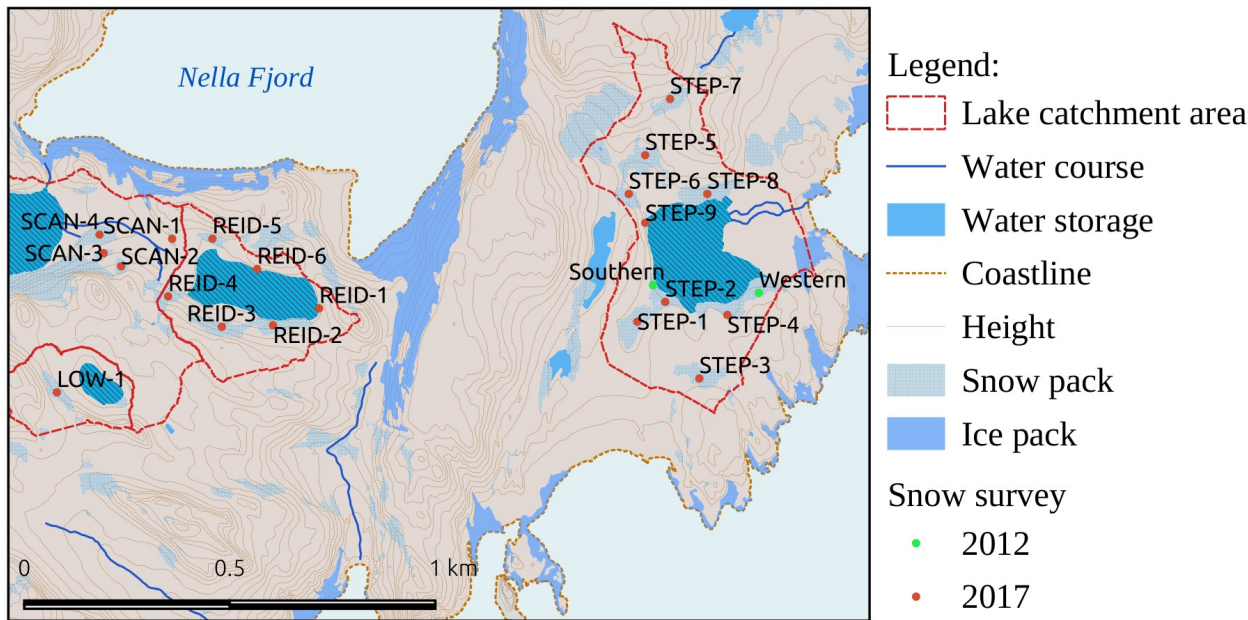 Nella Fjord
STEP-7
STEP-5
STEP-6
STEP-8
STEP-9
SCAN-4
SCAN-1
REID-5
SCAN-3
SCAN-2
REID-6
Southern
Western
REID-4
STEP-2
REID-1
REID-3
STEP-1
STEP-4
REID-2
STEP-3
LOW-1
0
0.5
1 km
Legend:
Lake catchment area
Water course
Water storage
Coastline
Height
Snow pack
Ice pack
Snow survey
2012
2017